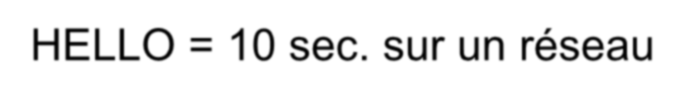 HELLO = 10 sec. sur un réseau